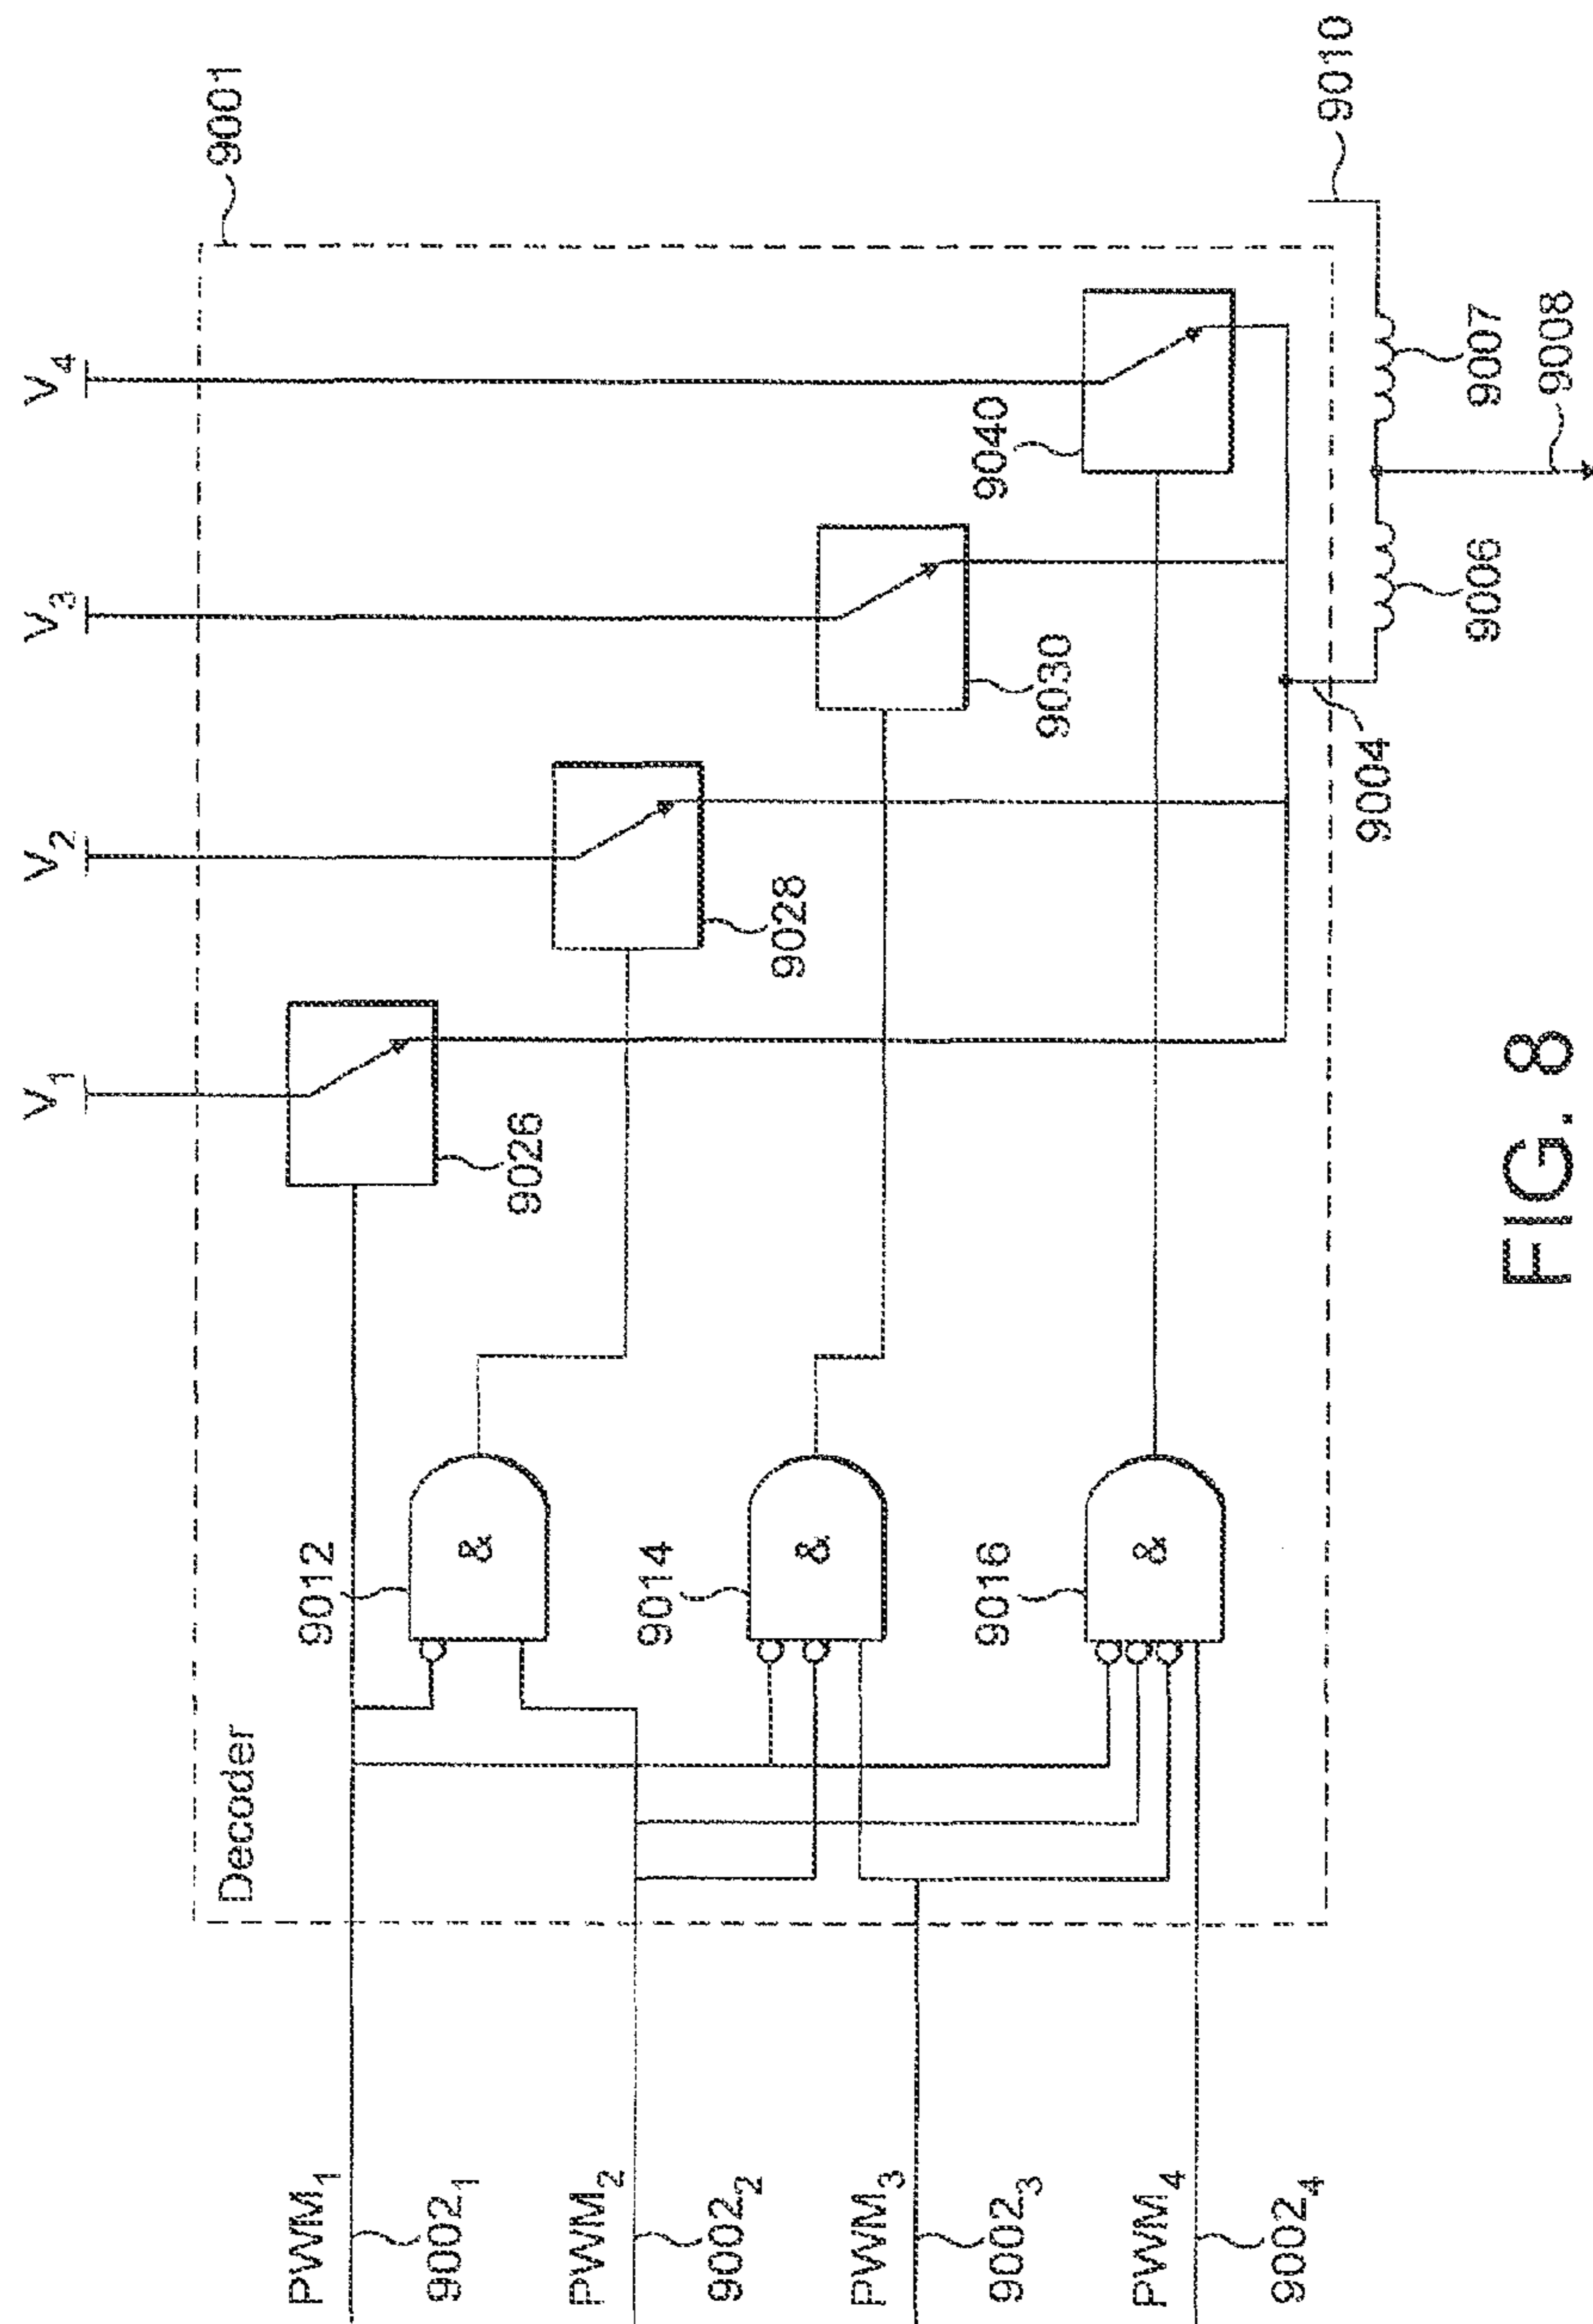 V1
V2
V3
V4
9001
Decoder
PWM1
9002₁
PWM2
9002₂
PWM3
9002₃
PWM4
9002₄
9012
&
9014
&
9016
&
9026
9028
9030
9040
9004
9006
9007
9008
9010
FIG. 8